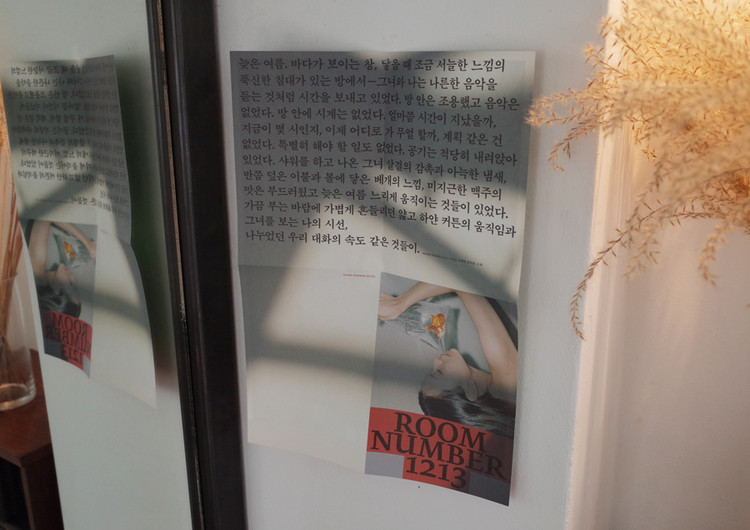 늦은 여름. 바다가 보이는 창, 닿을 때 조금 서늘한 느낌의
푹신한 침대가 있는 방에서—그녀와 나는 나른한 음악을
듣는 것처럼 시간을 보내고 있었다. 방 안은 조용했고 음악은
없었다. 방 안에 시계는 없었다. 얼마쯤 시간이 지났을까,
지금이 몇 시인지, 이제 어디로 가 무얼 할까, 계획 같은 건
없었다. 특별히 해야 할 일도 없었다. 공기는 적당히 내려앉아
있었다. 샤워를 하고 나온 그녀 살결의 감촉과 아늑한 냄새,
반쯤 덮은 이불과 볼에 닿은 베개의 느낌, 미지근한 맥주의
맛은 부드러웠고 늦은 여름 느리게 움직이는 것들이 있었다.
가끔 부는 바람에 가볍게 흔들리던 얇고 하얀 커튼의 움직임과
그녀를 보는 나의 시선,
나누었던 우리 대화의 속도 같은 것들이.
ROOM NUMBER 1213
ROOM
NUMBER
1213